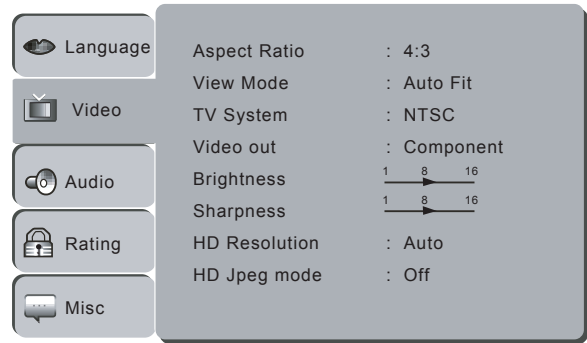 Language
Video
Audio
Rating
Misc
Aspect Ratio : 4:3
View Mode : Auto Fit
TV System : NTSC
Video out : Component
Brightness 1 8 16
Sharpness 1 8 16
HD Resolution : Auto
HD Jpeg mode : Off